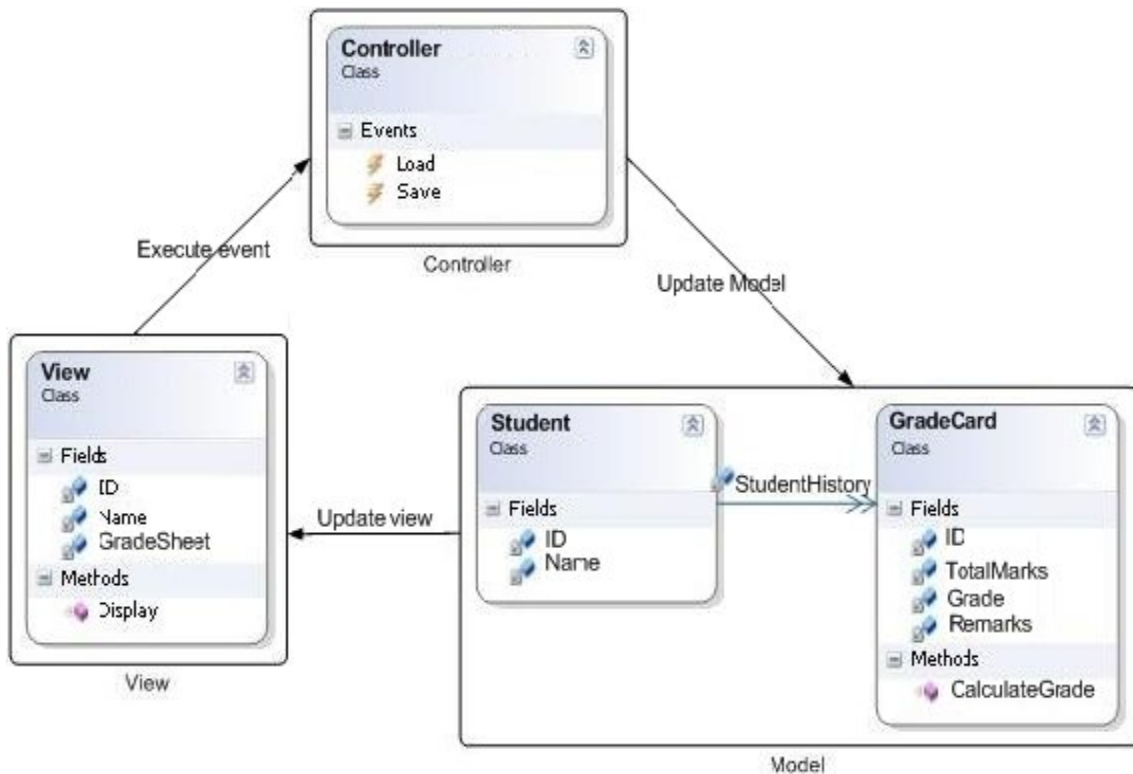 Controller
Class
Events
Load
Save
Controller
Execute event
Update Model
View
Class
Fields
ID
Name
GradeSheet
Methods
Display
View
Update view
Student
Class
Fields
ID
Name
StudentHistory
GradeCard
Class
Fields
ID
TotalMarks
Grade
Remarks
Methods
CalculateGrade
Model